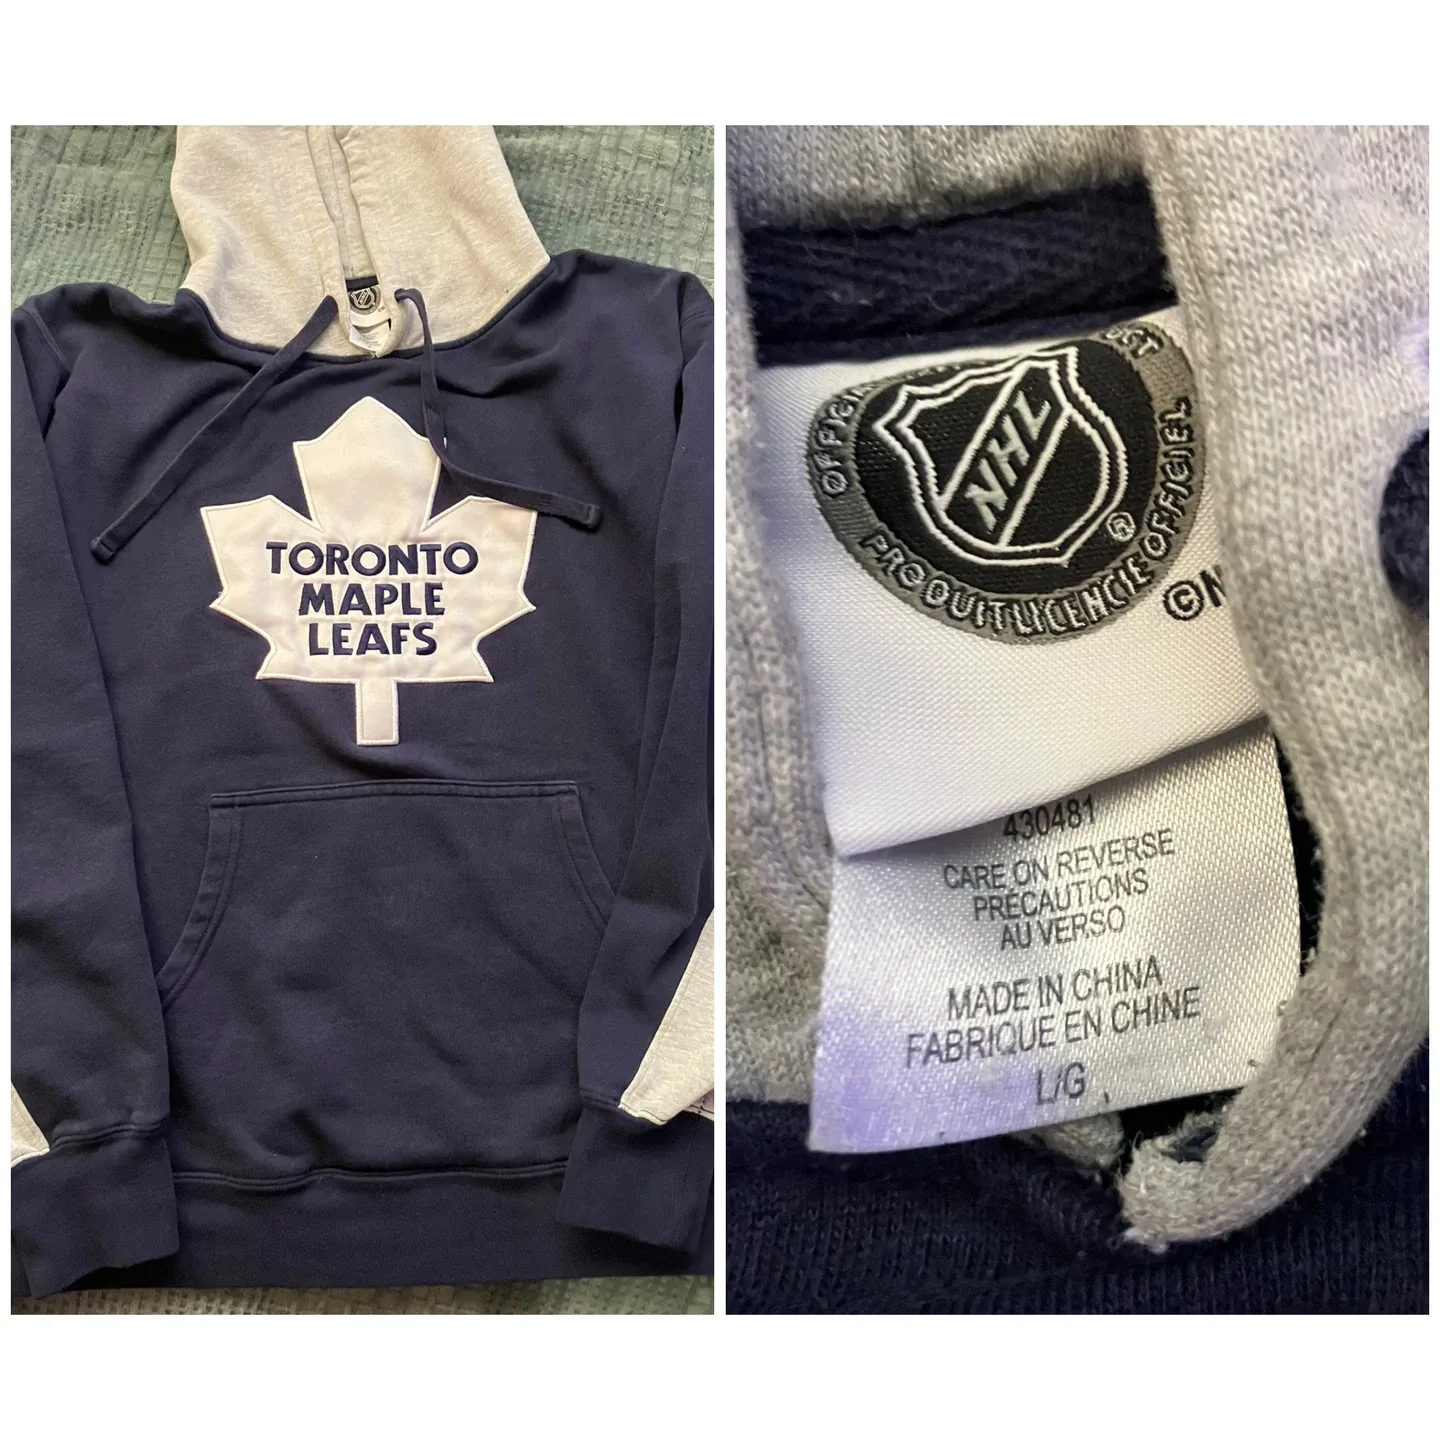 TORONTO
MAPLE
LEAFS
NHL
®
PRODUIT LICENCIÉ OFFICIEL
©N
430481
CARE ON REVERSE
PRÉCAUTIONS
AU VERSO
MADE IN CHINA
FABRIQUE EN CHINE
L/G